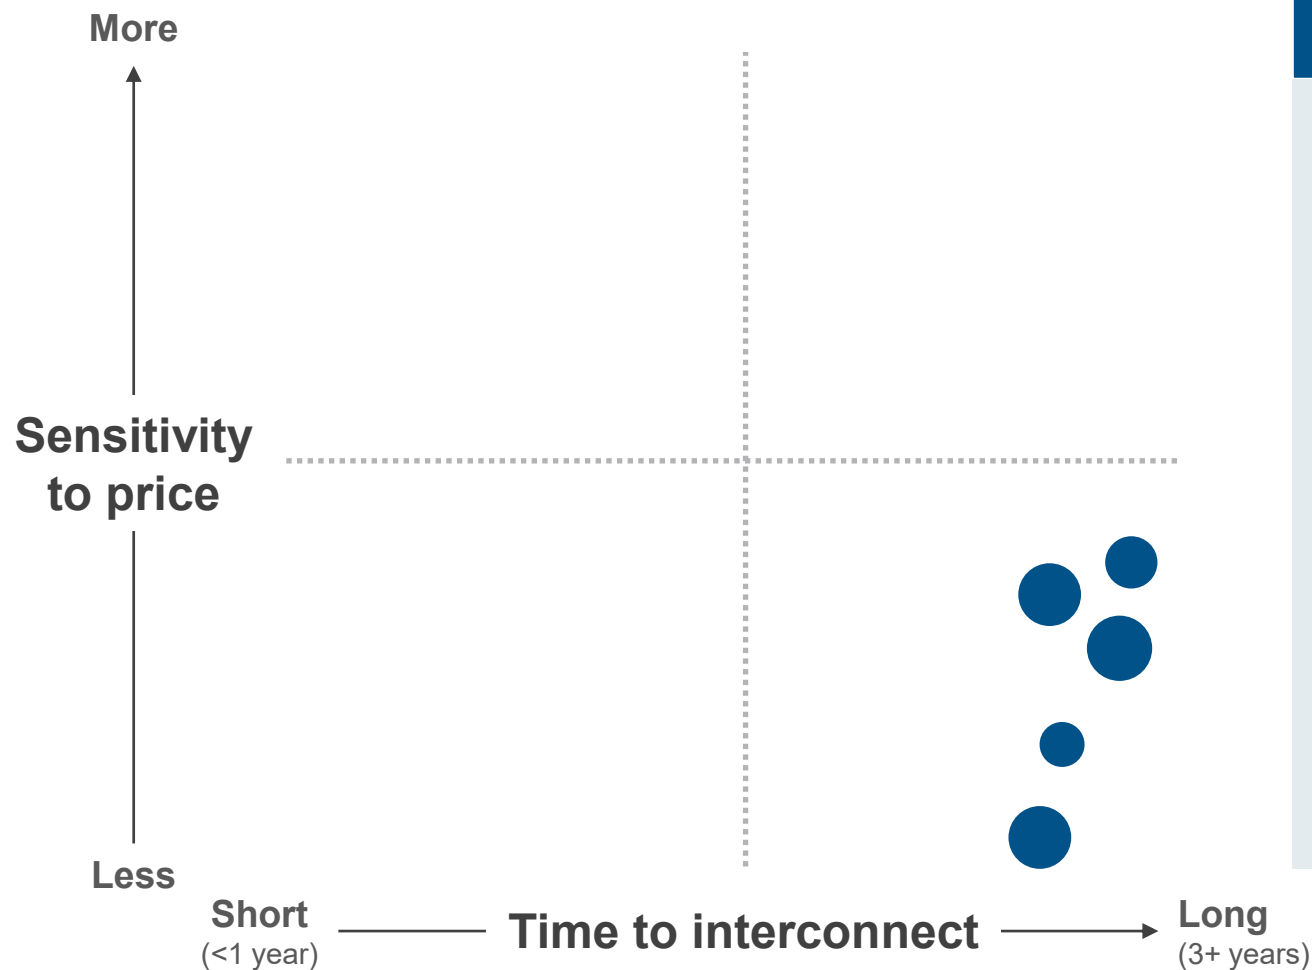 More
Sensitivity
to price
Less
Short
(<1 year)
Time to interconnect
Long
(3+ years)